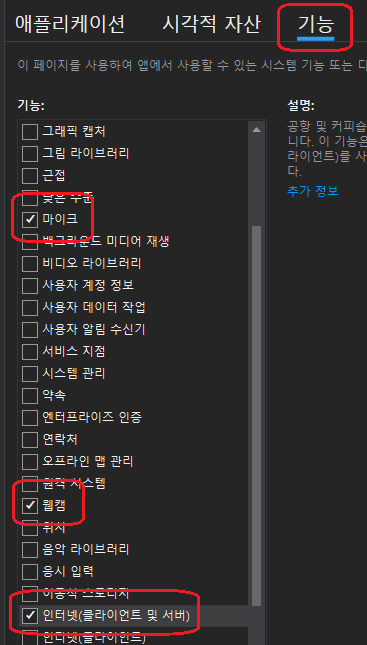 애플리케이션 시각적 자산 기능
이 페이지를 사용하여 앱에서 사용할 수 있는 시스템 기능 또는 디
기능:
그래픽 캡처
그림 라이브러리
근접
낮은 수준
마이크
백그라운드 미디어 재생
비디오 라이브러리
사용자 계정 정보
사용자 데이터 작업
사용자 알림 수신기
서비스 지점
시스템 관리
약속
엔터프라이즈 인증
연락처
오프라인 맵 관리
원격 시스템
웹캠
위치
음악 라이브러리
응시 입력
이동식 스토리지
인터넷(클라이언트 및 서버)
인터넷(클라이언트)
설명:
공항 및 커피숍
니다. 이 기능은
라이언트)를 사
다.
추가 정보